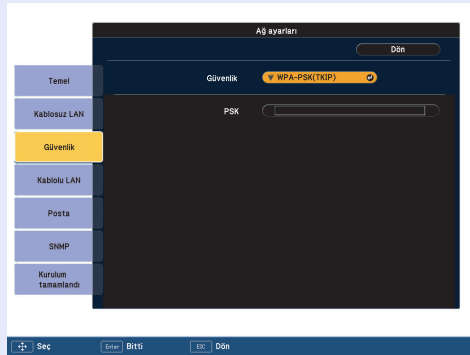 Ağ ayarları
Dön
Temel
Güvenlik WPA-PSK(TKIP)
Kablosuz LAN
PSK
Güvenlik
Kablolu LAN
Posta
SNMP
Kurulum
tamamlandı
Seç Enter Bitti ESC Dön